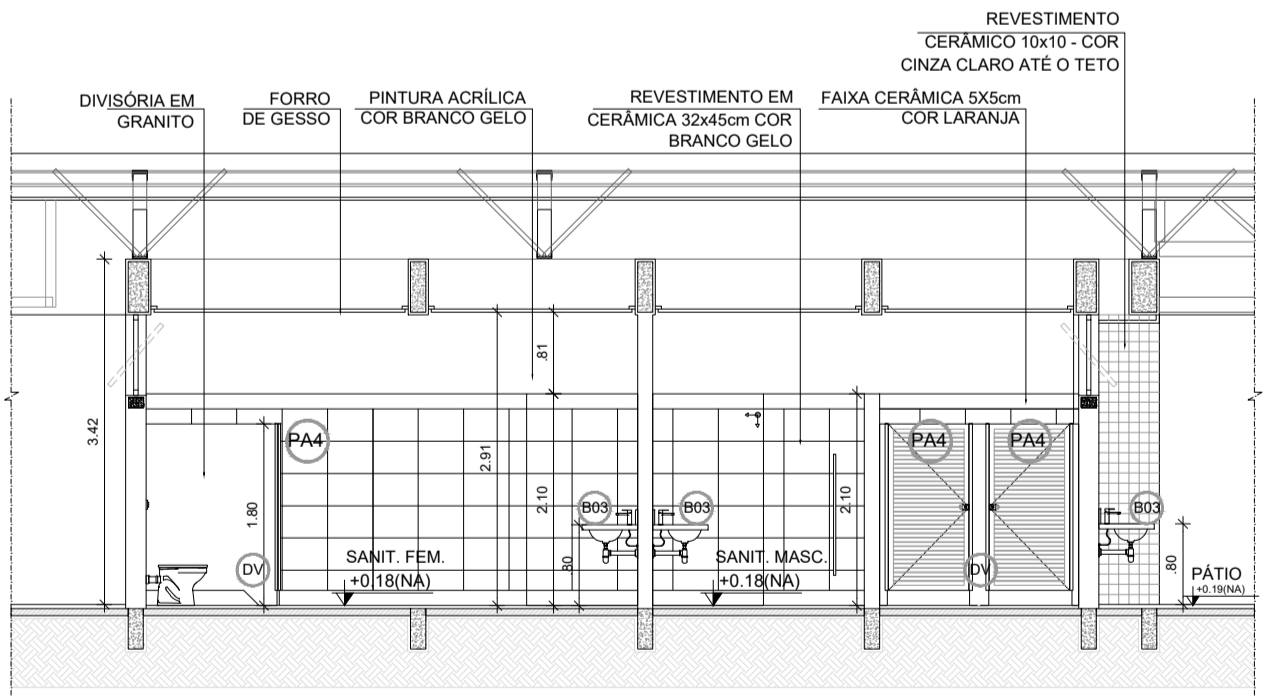 REVESTIMENTO
CERÂMICO 10x10 - COR
CINZA CLARO ATÉ O TETO
DIVISÓRIA EM
GRANITO
FORRO
DE GESSO
PINTURA ACRÍLICA
COR BRANCO GELO
REVESTIMENTO EM
CERÂMICA 32x45cm COR
BRANCO GELO
FAIXA CERÂMICA 5X5cm
COR LARANJA
.81
3.42
PA4
2.91
PA4
PA4
1.80
2.10
B03
B03
2.10
B03
.80
.80
DV
SANIT. FEM.
+0.18(NA)
SANIT. MASC.
+0.18(NA)
DV
PÁTIO
+0.19(NA)